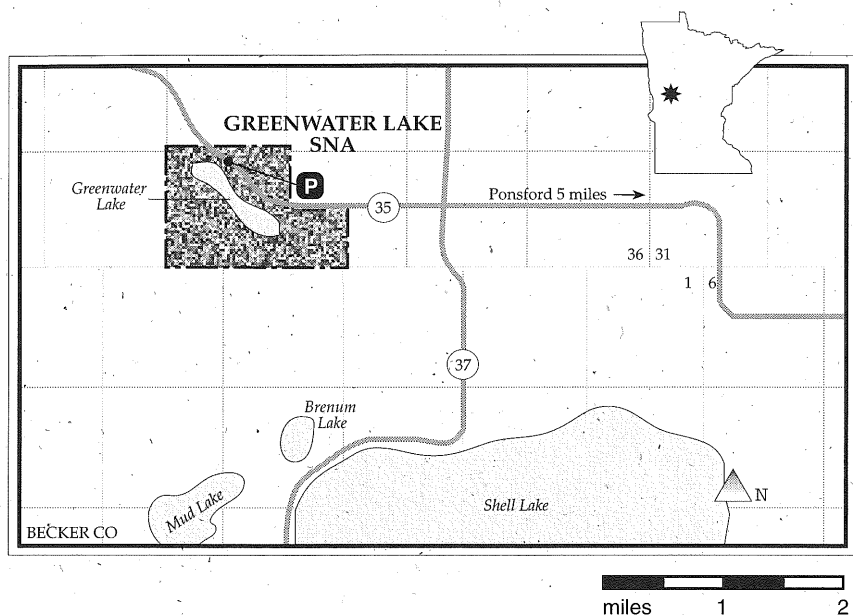 GREENWATER LAKE
SNA
P
Greenwater
Lake
35
Ponsford 5 miles
36 31
1 6
37
Brenum
Lake
Mud Lake
Shell Lake
N
BECKER CO
miles 1 2